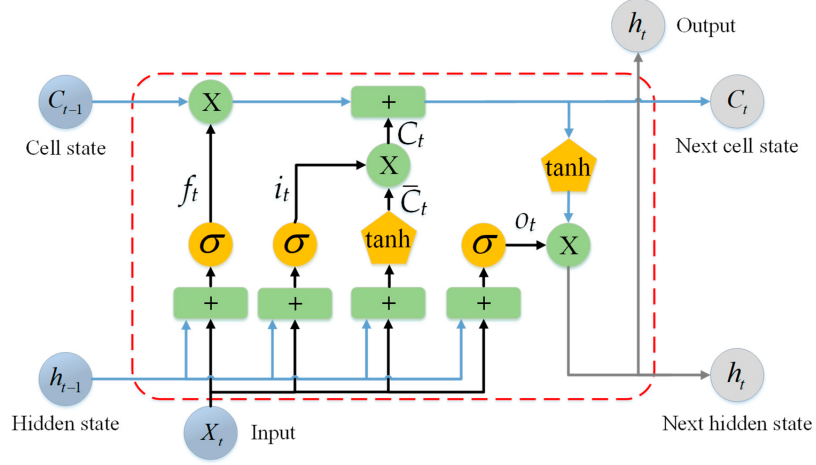 h_t Output
C_{t-1} X + C_t
Cell state C_t Next cell state
X tanh
f_t i_t C̄_t
σ σ tanh σ o_t X
+ + + +
h_{t-1} h_t
Hidden state Next hidden state
X_t Input